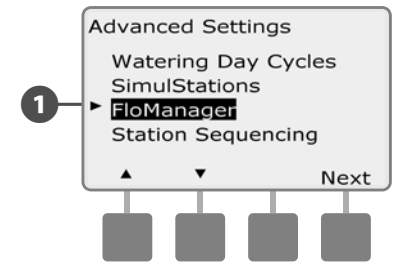 Advanced Settings
Watering Day Cycles
SimulStations
1 ► FloManager
Station Sequencing
▲ ▼ Next